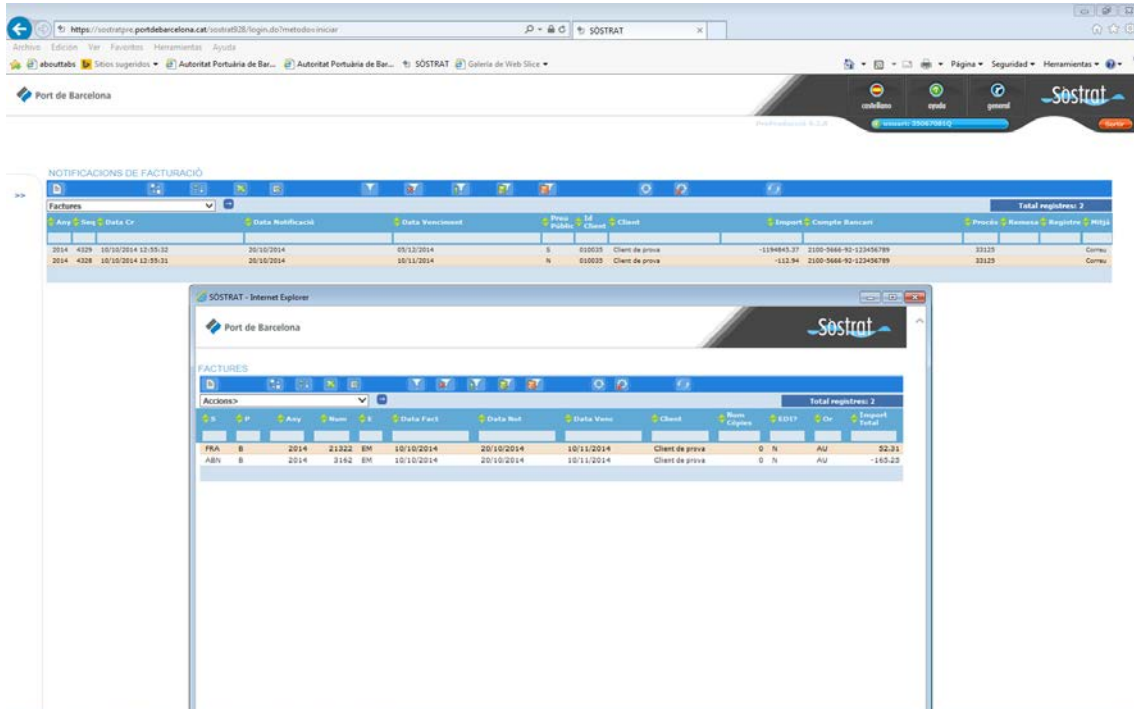 https://sostratpre.portdebarcelona.cat/sostrat928/login.do?metodo=iniciar
SOSTRAT
Archivo Edición Ver Favoritos Herramientas Ayuda
abouttabs Sitios sugeridos Autoritat Portuària de Bar... Autoritat Portuària de Bar... SOSTRAT Galería de Web Slice
Página Seguridad Herramientas
Port de Barcelona
castellano ayuda general
Sòstrat
usuari: 35067081Q
Sortir
NOTIFICACIONS DE FACTURACIÓ
>>
Factures
Total registres: 2
Any Seq Data Cr Data Notificació Data Venciment Preu Públic Id Client Client Import Compte Bancari Procés Remesa Registre Mitjà
2014 4329 10/10/2014 12:55:32 20/10/2014 05/12/2014 S 010035 Client de prova -1194845.37 2100-5666-92-123456789 33125 Correu
2014 4328 10/10/2014 12:55:31 20/10/2014 10/11/2014 N 010035 Client de prova -112.94 2100-5666-92-123456789 33125 Correu
SÒSTRAT - Internet Explorer
Port de Barcelona
Sòstrat
FACTURES
Accions>
Total registres: 2
S P Any Num E Data Fact Data Not Data Venc Client Num Còpies EDI? Or Import Total
FRA B 2014 21322 EM 10/10/2014 20/10/2014 10/11/2014 Client de prova 0 N AU 52.31
ABN B 2014 3162 EM 10/10/2014 20/10/2014 10/11/2014 Client de prova 0 N AU -165.25